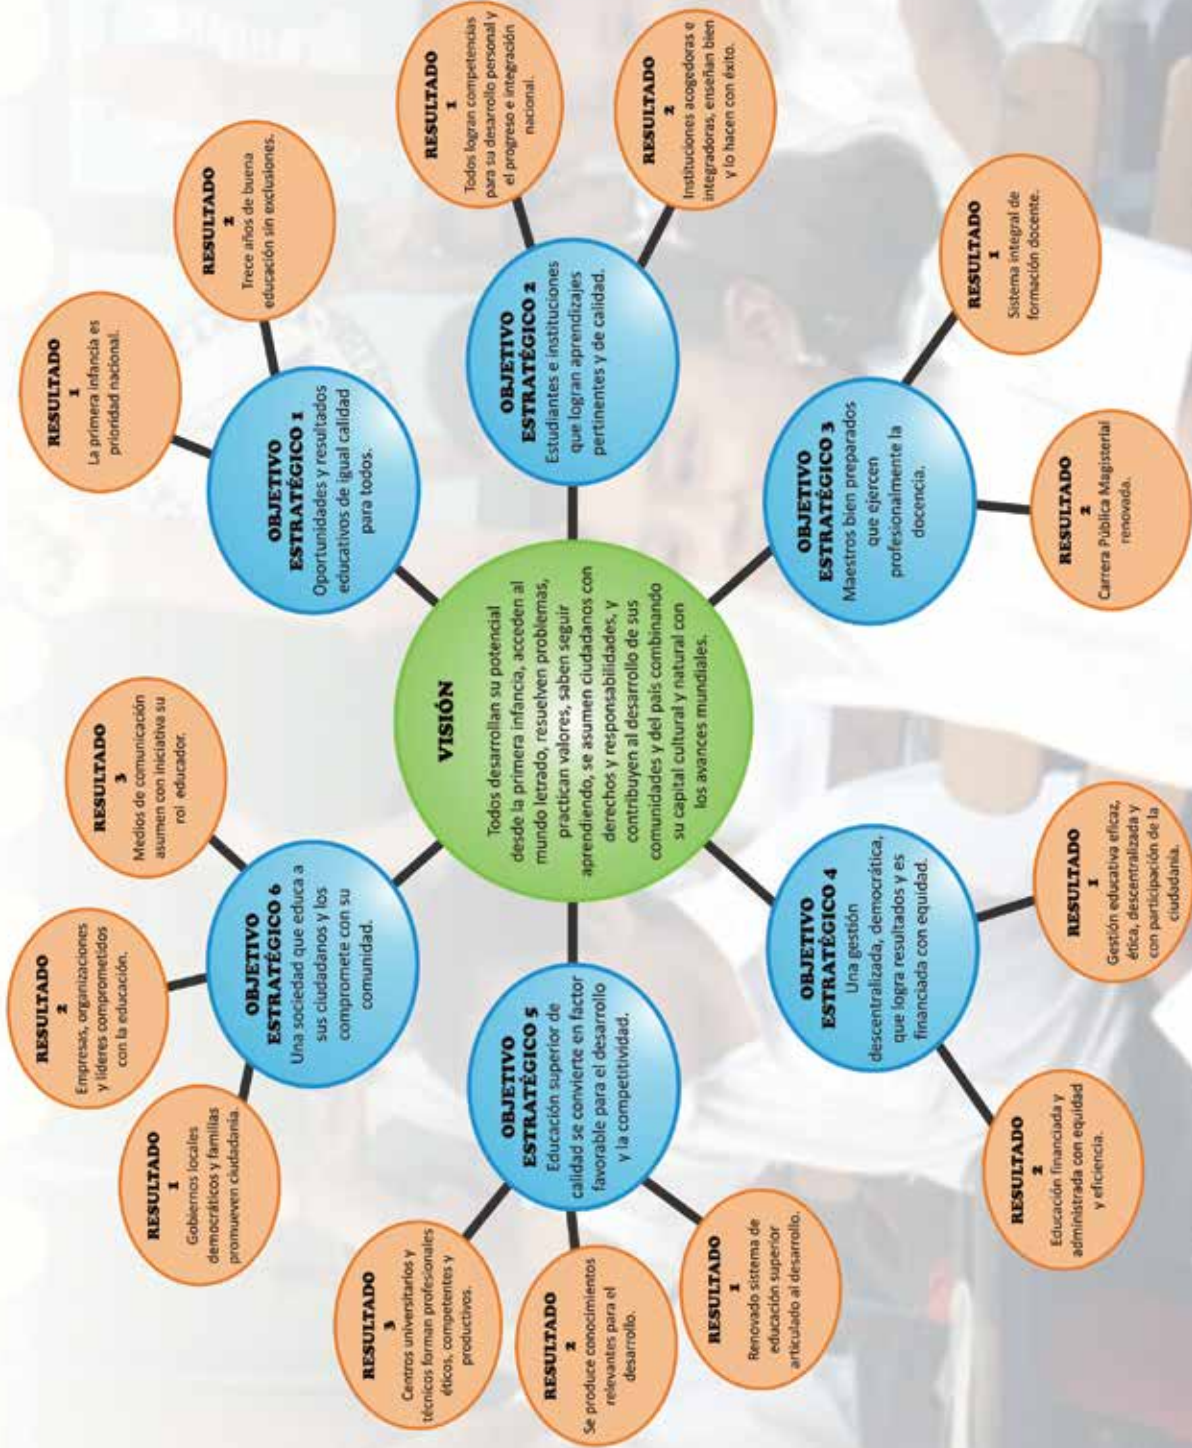 VISIÓN
Todos desarrollan su potencial
desde la primera infancia, acceden al
mundo letrado, resuelven problemas,
practican valores, saben seguir
aprendiendo, se asumen ciudadanos con
derechos y responsabilidades, y
contribuyen al desarrollo de sus
comunidades y del país combinando
su capital cultural y natural con
los avances mundiales.
OBJETIVO
ESTRATÉGICO 1
Oportunidades y resultados
educativos de igual calidad
para todos.
RESULTADO
1
La primera infancia es
prioridad nacional.
RESULTADO
2
Trece años de buena
educación sin exclusiones.
OBJETIVO
ESTRATÉGICO 2
Estudiantes e instituciones
que logran aprendizajes
pertinentes y de calidad.
RESULTADO
1
Todos logran competencias
para su desarrollo personal y
el progreso e integración
nacional.
RESULTADO
2
Instituciones acogedoras e
integradoras, enseñan bien
y lo hacen con éxito.
OBJETIVO
ESTRATÉGICO 3
Maestros bien preparados
que ejercen
profesionalmente la
docencia.
RESULTADO
1
Sistema integral de
formación docente.
RESULTADO
2
Carrera Pública Magisterial
renovada.
OBJETIVO
ESTRATÉGICO 4
Una gestión
descentralizada, democrática,
que logra resultados y es
financiada con equidad.
RESULTADO
1
Gestión educativa eficaz,
ética, descentralizada y
con participación de la
ciudadanía.
RESULTADO
2
Educación financiada y
administrada con equidad
y eficiencia.
OBJETIVO
ESTRATÉGICO 5
Educación superior de
calidad se convierte en factor
favorable para el desarrollo
y la competitividad.
RESULTADO
1
Renovado sistema de
educación superior
articulado al desarrollo.
RESULTADO
2
Se produce conocimientos
relevantes para el
desarrollo.
RESULTADO
3
Centros universitarios y
técnicos forman profesionales
éticos, competentes y
productivos.
OBJETIVO
ESTRATÉGICO 6
Una sociedad que educa a
sus ciudadanos y los
compromete con su
comunidad.
RESULTADO
1
Gobiernos locales
democráticos y familias
promueven ciudadanía.
RESULTADO
2
Empresas, organizaciones
y líderes comprometidos
con la educación.
RESULTADO
3
Medios de comunicación
asumen con iniciativa su
rol educador.